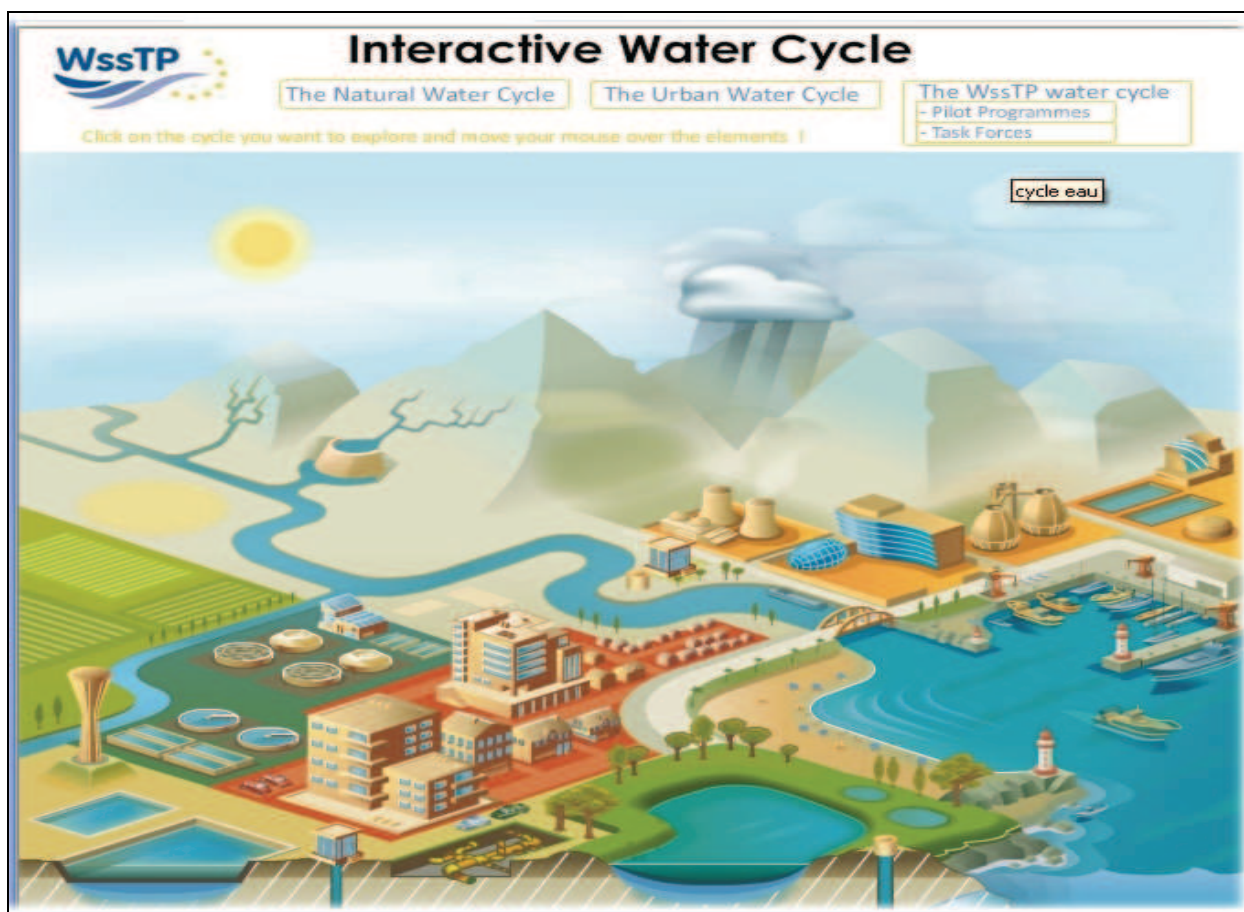 WssTP
Interactive Water Cycle
The Natural Water Cycle
The Urban Water Cycle
The WssTP water cycle
- Pilot Programmes
- Task Forces
Click on the cycle you want to explore and move your mouse over the elements !
cycle eau